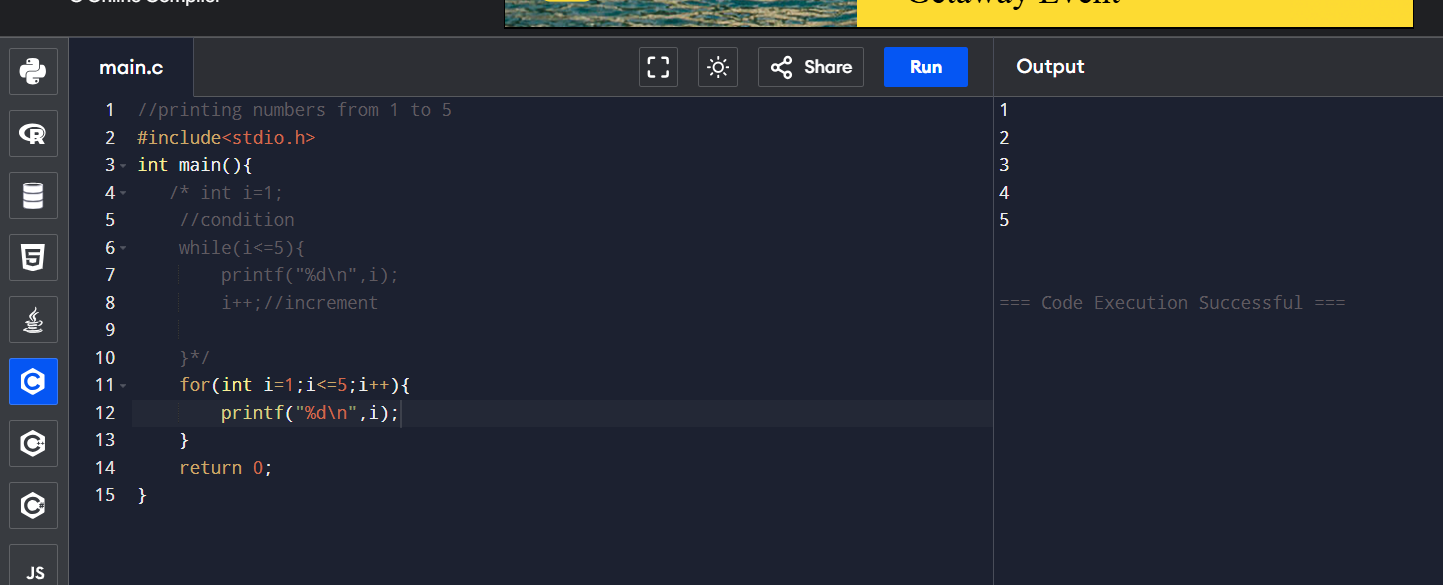 C Online Compiler
Getaway Event
main.c
Share
Run
Output
1 //printing numbers from 1 to 5
2 #include<stdio.h>
3 int main(){
4    /* int i=1;
5     //condition
6     while(i<=5){
7         printf("%d\n",i);
8         i++;//increment
9
10     }*/
11     for(int i=1;i<=5;i++){
12         printf("%d\n",i);
13     }
14     return 0;
15 }
1
2
3
4
5
=== Code Execution Successful ===
JS